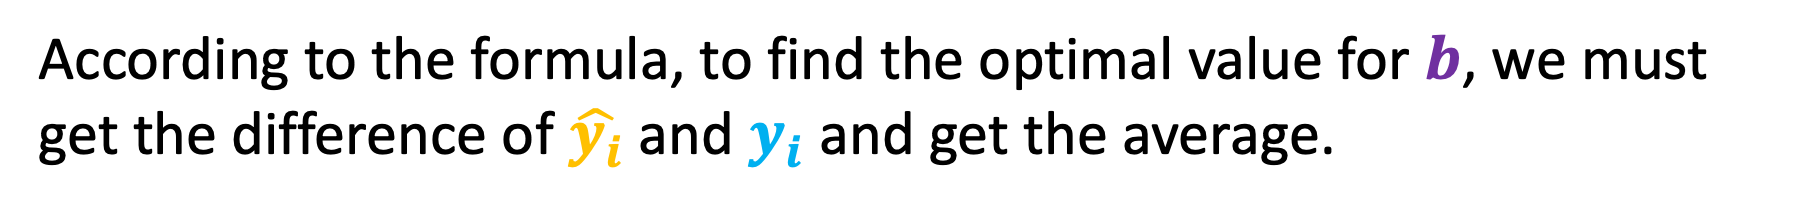 According to the formula, to find the optimal value for b, we must
get the difference of ŷᵢ and yᵢ and get the average.